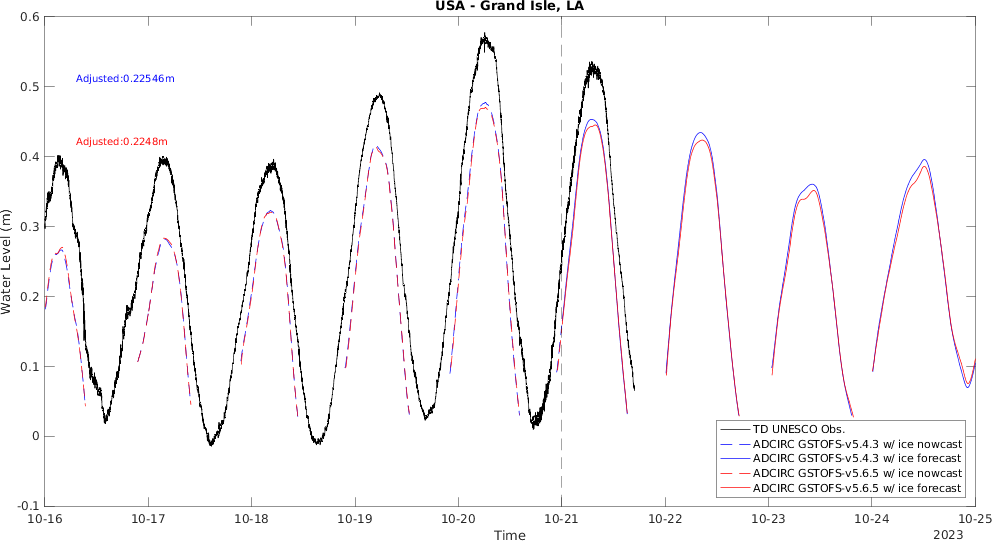 USA - Grand Isle, LA
0.6
0.5
0.4
0.3
0.2
0.1
0
-0.1
Water Level (m)
Adjusted:0.22546m
Adjusted:0.2248m
TD UNESCO Obs.
ADCIRC GSTOFS-v5.4.3 w/ ice nowcast
ADCIRC GSTOFS-v5.4.3 w/ ice forecast
ADCIRC GSTOFS-v5.6.5 w/ ice nowcast
ADCIRC GSTOFS-v5.6.5 w/ ice forecast
10-16 10-17 10-18 10-19 10-20 10-21 10-22 10-23 10-24 10-25
Time
2023